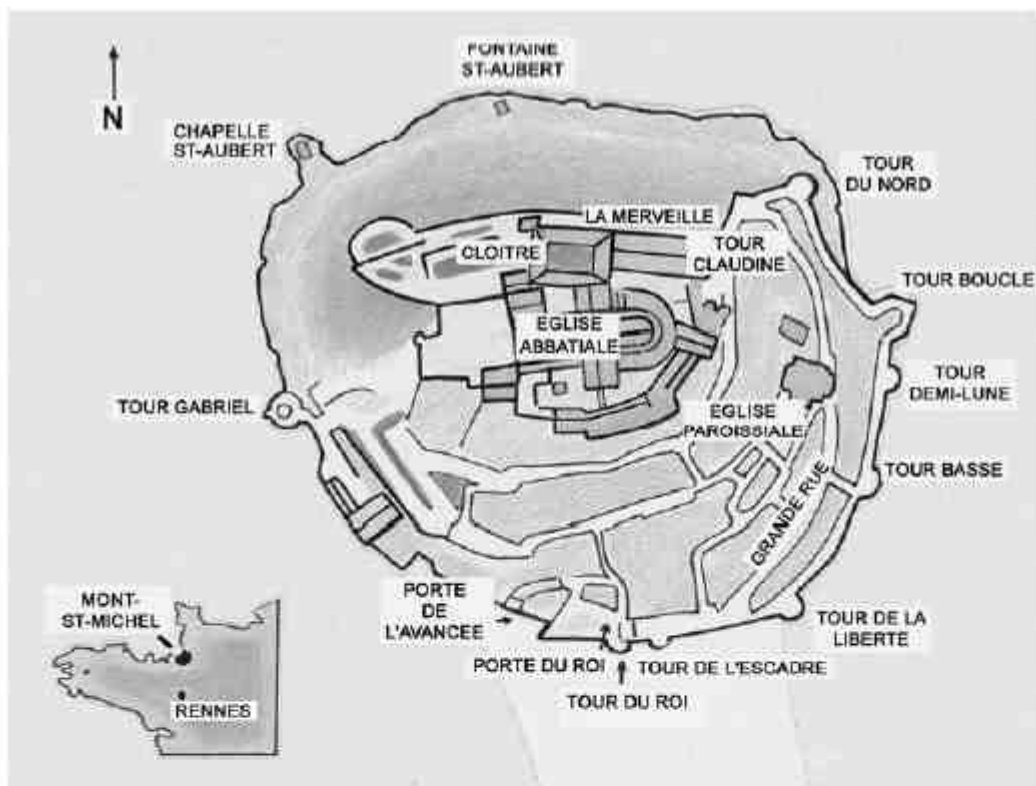 FONTAINE
ST-AUBERT
N
CHAPELLE
ST-AUBERT
TOUR
DU NORD
LA MERVEILLE
CLOITRE
TOUR
CLAUDINE
TOUR BOUCLE
EGLISE
ABBATIALE
TOUR
DEMI-LUNE
TOUR GABRIEL
EGLISE
PAROISSIALE
TOUR BASSE
GRANDE RUE
PORTE
DE
L'AVANCEE
MONT-
ST-MICHEL
TOUR DE LA
LIBERTE
PORTE DU ROI
TOUR DE L'ESCADRE
TOUR DU ROI
RENNES